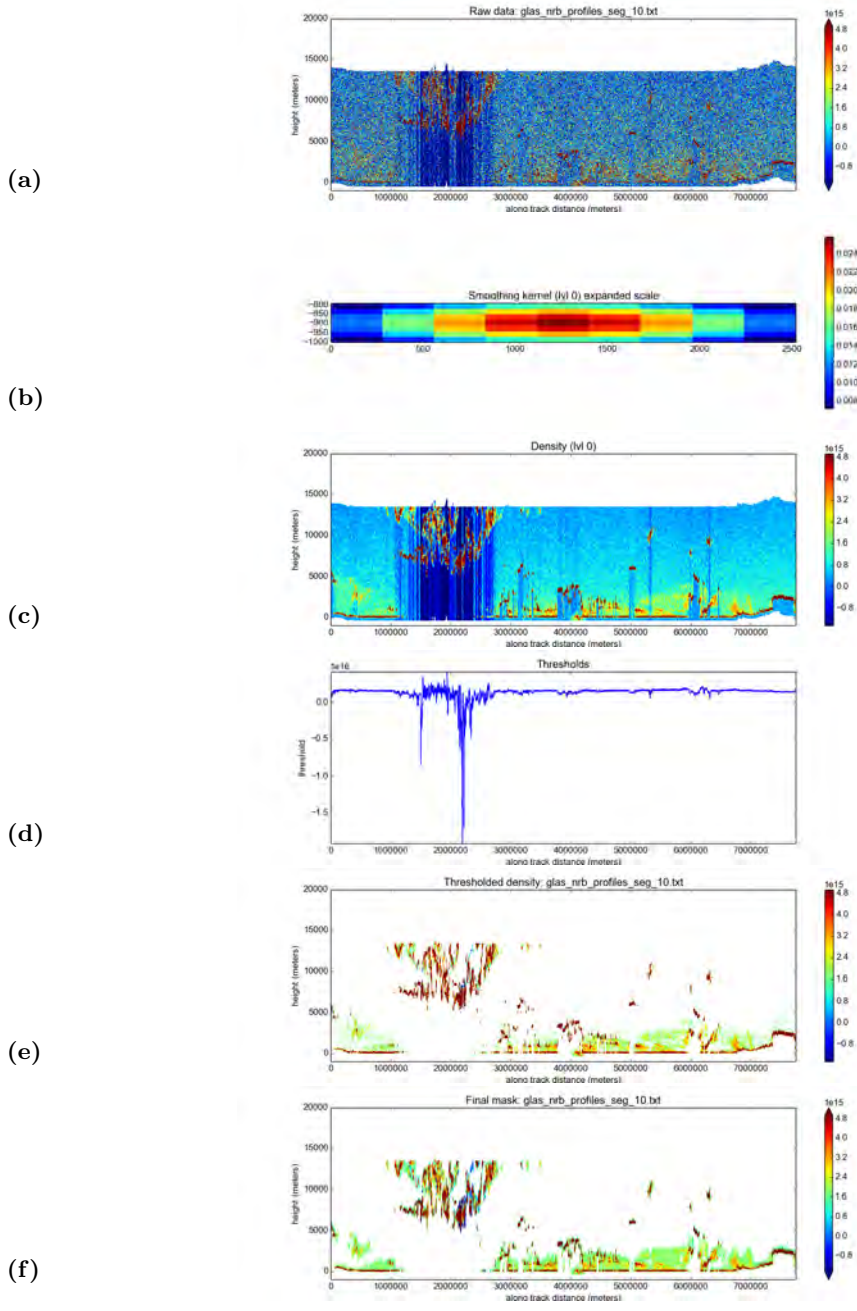 Raw data: glas_nrb_profiles_seg_10.txt
1e15
20000
15000
10000
5000
0
height (meters)
4.8
4.0
3.2
2.4
1.6
0.8
0.0
−0.8
(a)
0 1000000 2000000 3000000 4000000 5000000 6000000 7000000
along track distance (meters)
Smoothing kernel (lvl 0) expanded scale
−800
−850
−900
−950
−1000
0 500 1000 1500 2000 2500
0.024
0.022
0.020
0.018
0.016
0.014
0.012
0.010
0.008
(b)
Density (lvl 0)
1e15
20000
15000
10000
5000
0
height (meters)
4.8
4.0
3.2
2.4
1.6
0.8
0.0
−0.8
(c)
0 1000000 2000000 3000000 4000000 5000000 6000000 7000000
along track distance (meters)
Thresholds
0.0
−0.5
−1.0
−1.5
threshold
(d)
0 1000000 2000000 3000000 4000000 5000000 6000000 7000000
along track distance (meters)
Thresholded density: glas_nrb_profiles_seg_10.txt
1e15
20000
15000
10000
5000
0
height (meters)
4.8
4.0
3.2
2.4
1.6
0.8
0.0
−0.8
(e)
0 1000000 2000000 3000000 4000000 5000000 6000000 7000000
along track distance (meters)
Final mask: glas_nrb_profiles_seg_10.txt
1e15
20000
15000
10000
5000
0
height (meters)
4.8
4.0
3.2
2.4
1.6
0.8
0.0
−0.8
(f)
0 1000000 2000000 3000000 4000000 5000000 6000000 7000000
along track distance (meters)